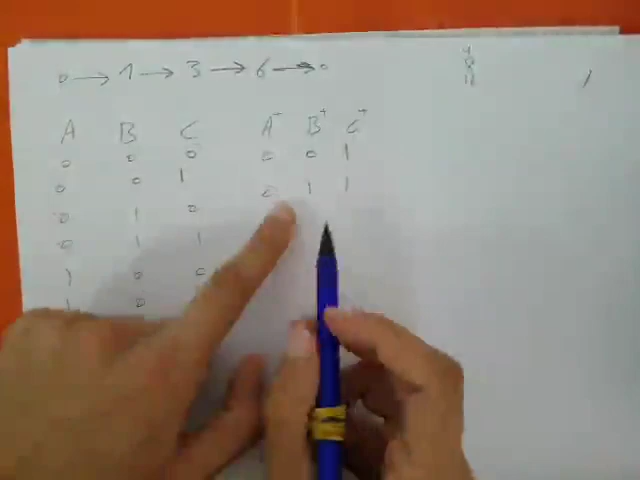 0 → 1 → 3 → 6 → 0
A B C A⁺ B⁺ C⁺
0 0 0 0 0 1
0 0 1 0 1 1
0 1 0
0 1 1
1 0 0
1 0